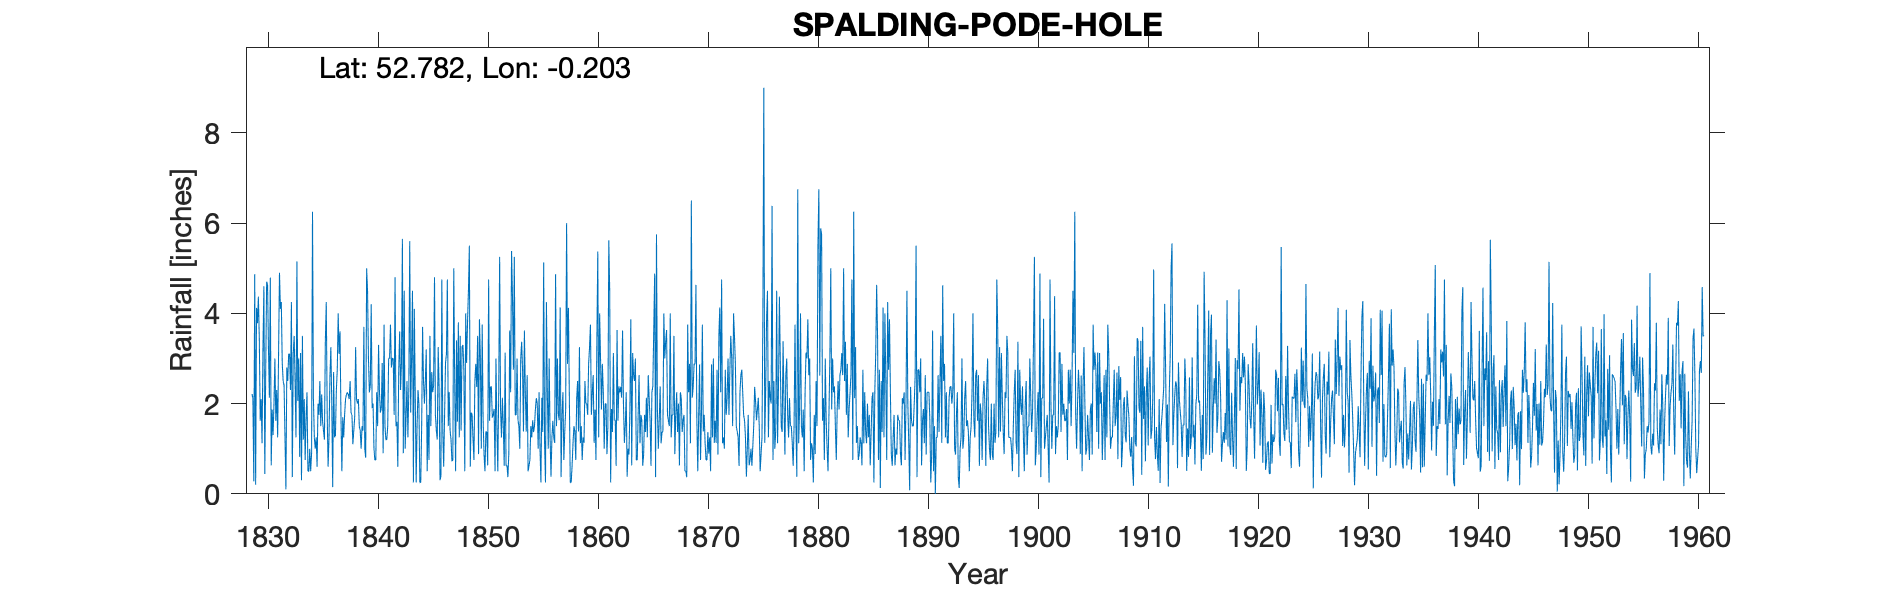 SPALDING-PODE-HOLE
Lat: 52.782, Lon: -0.203
Rainfall [inches]
8
6
4
2
0
1830 1840 1850 1860 1870 1880 1890 1900 1910 1920 1930 1940 1950 1960
Year